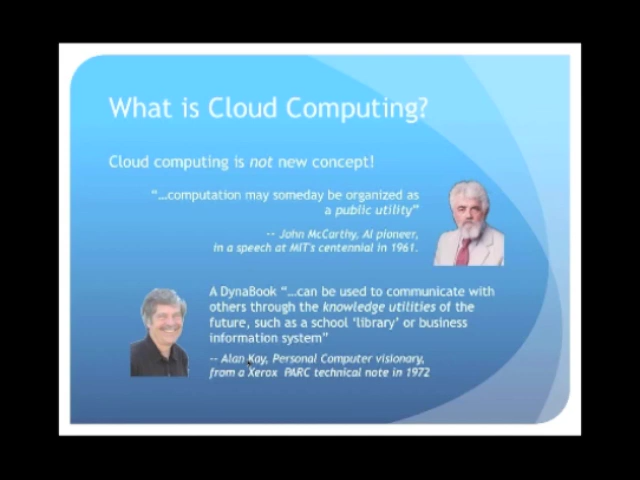 What is Cloud Computing?
Cloud computing is not new concept!
“…computation may someday be organized as
a public utility”
-- John McCarthy, AI pioneer,
in a speech at MIT's centennial in 1961.
A DynaBook “…can be used to communicate with
others through the knowledge utilities of the
future, such as a school ‘library’ or business
information system”
-- Alan Kay, Personal Computer visionary,
from a Xerox PARC technical note in 1972